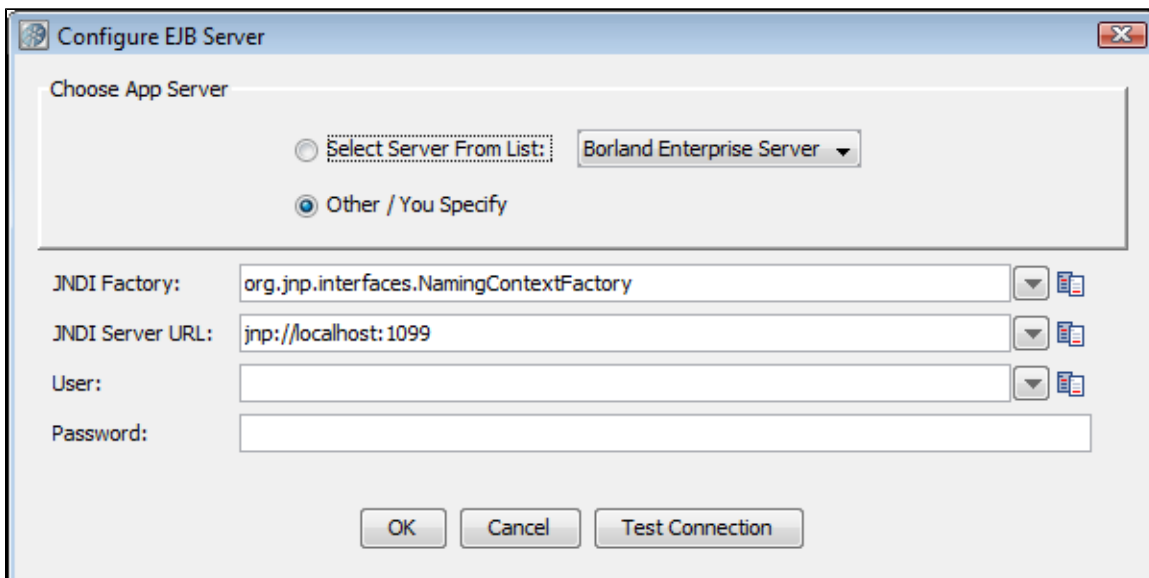 Configure EJB Server
Choose App Server
Select Server From List: Borland Enterprise Server
Other / You Specify
JNDI Factory: org.jnp.interfaces.NamingContextFactory
JNDI Server URL: jnp://localhost:1099
User:
Password:
OK Cancel Test Connection